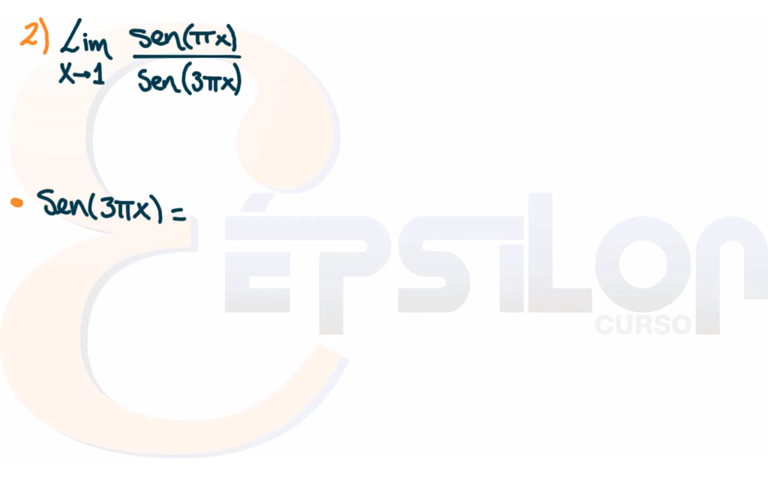 2) Lim sen(πx)
x→1 sen(3πx)
• Sen(3πx) =
ÉPSILON
CURSO